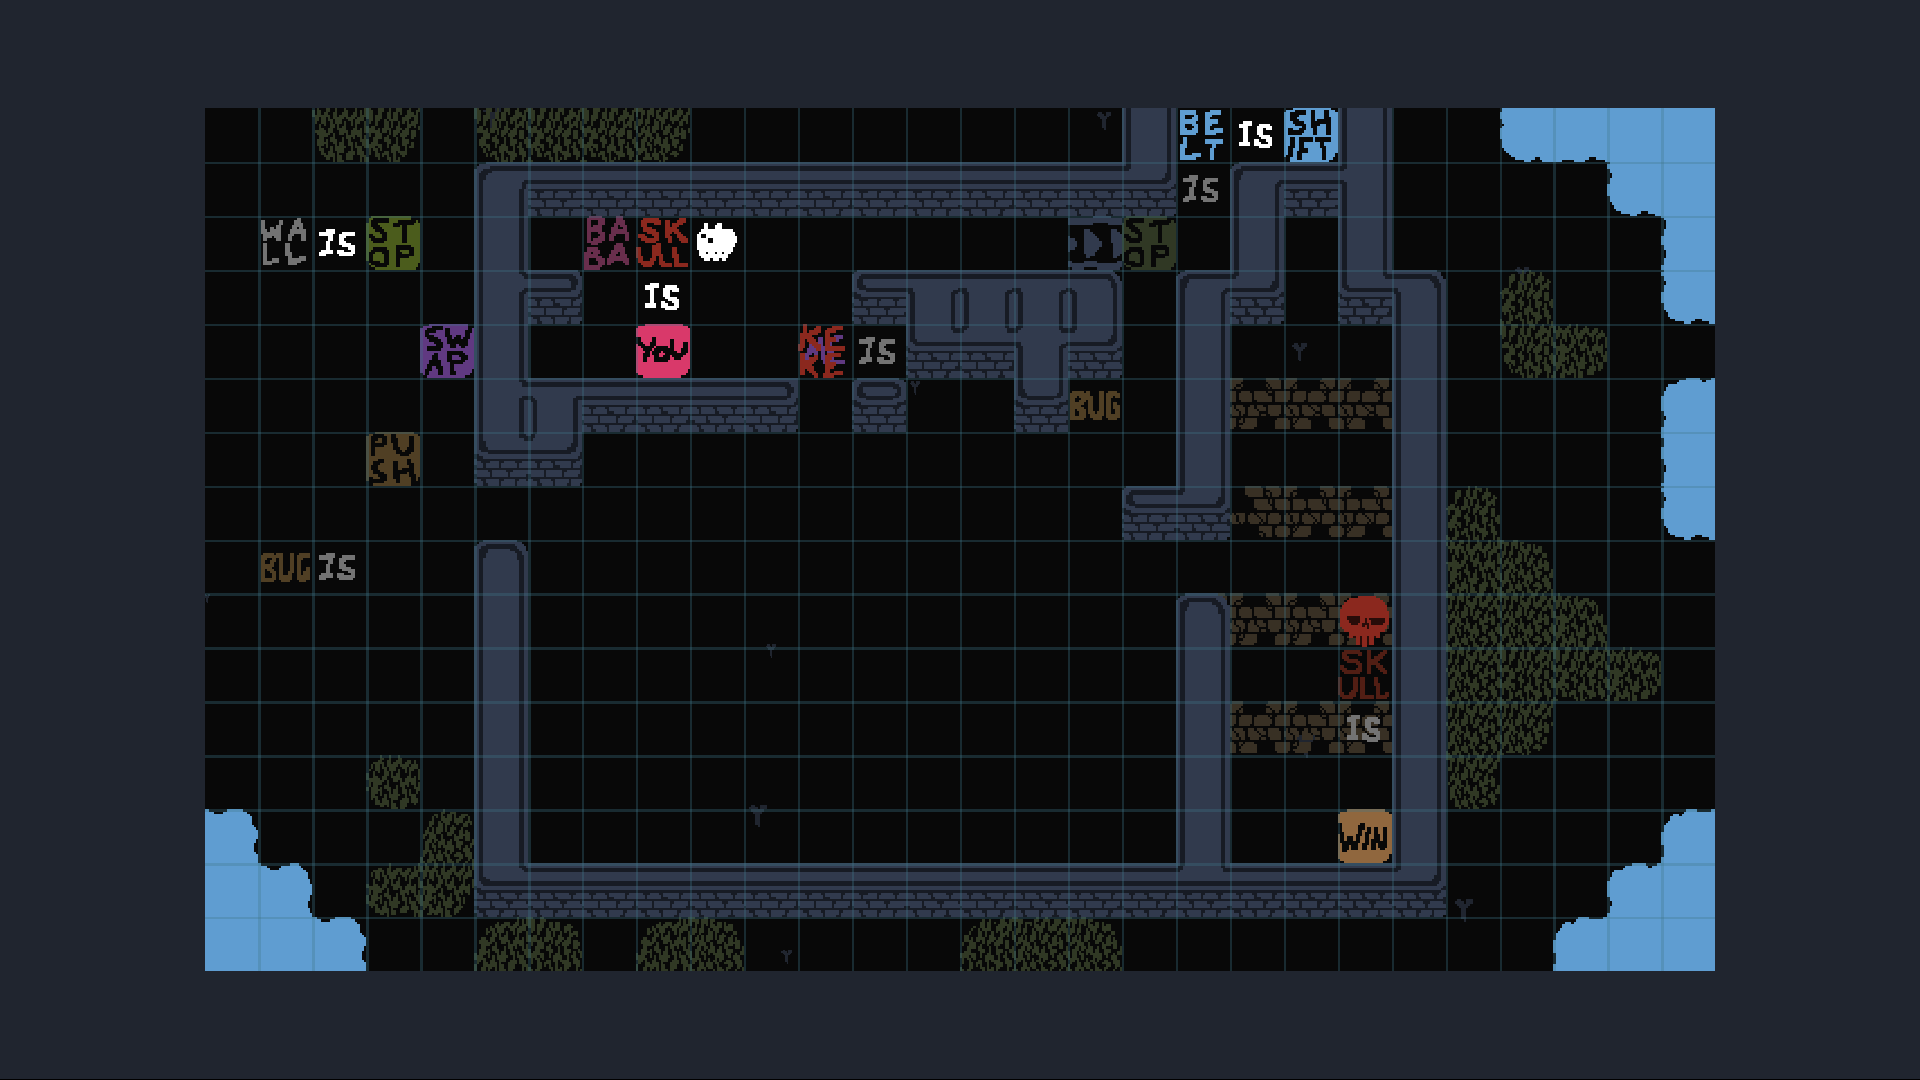 BELT IS SHIFT
IS
WALL IS STOP
BABA SKULL
STOP
IS
SWAP
YOU
KEKE IS
BUG
PUSH
BUG IS
SKULL
IS
WIN